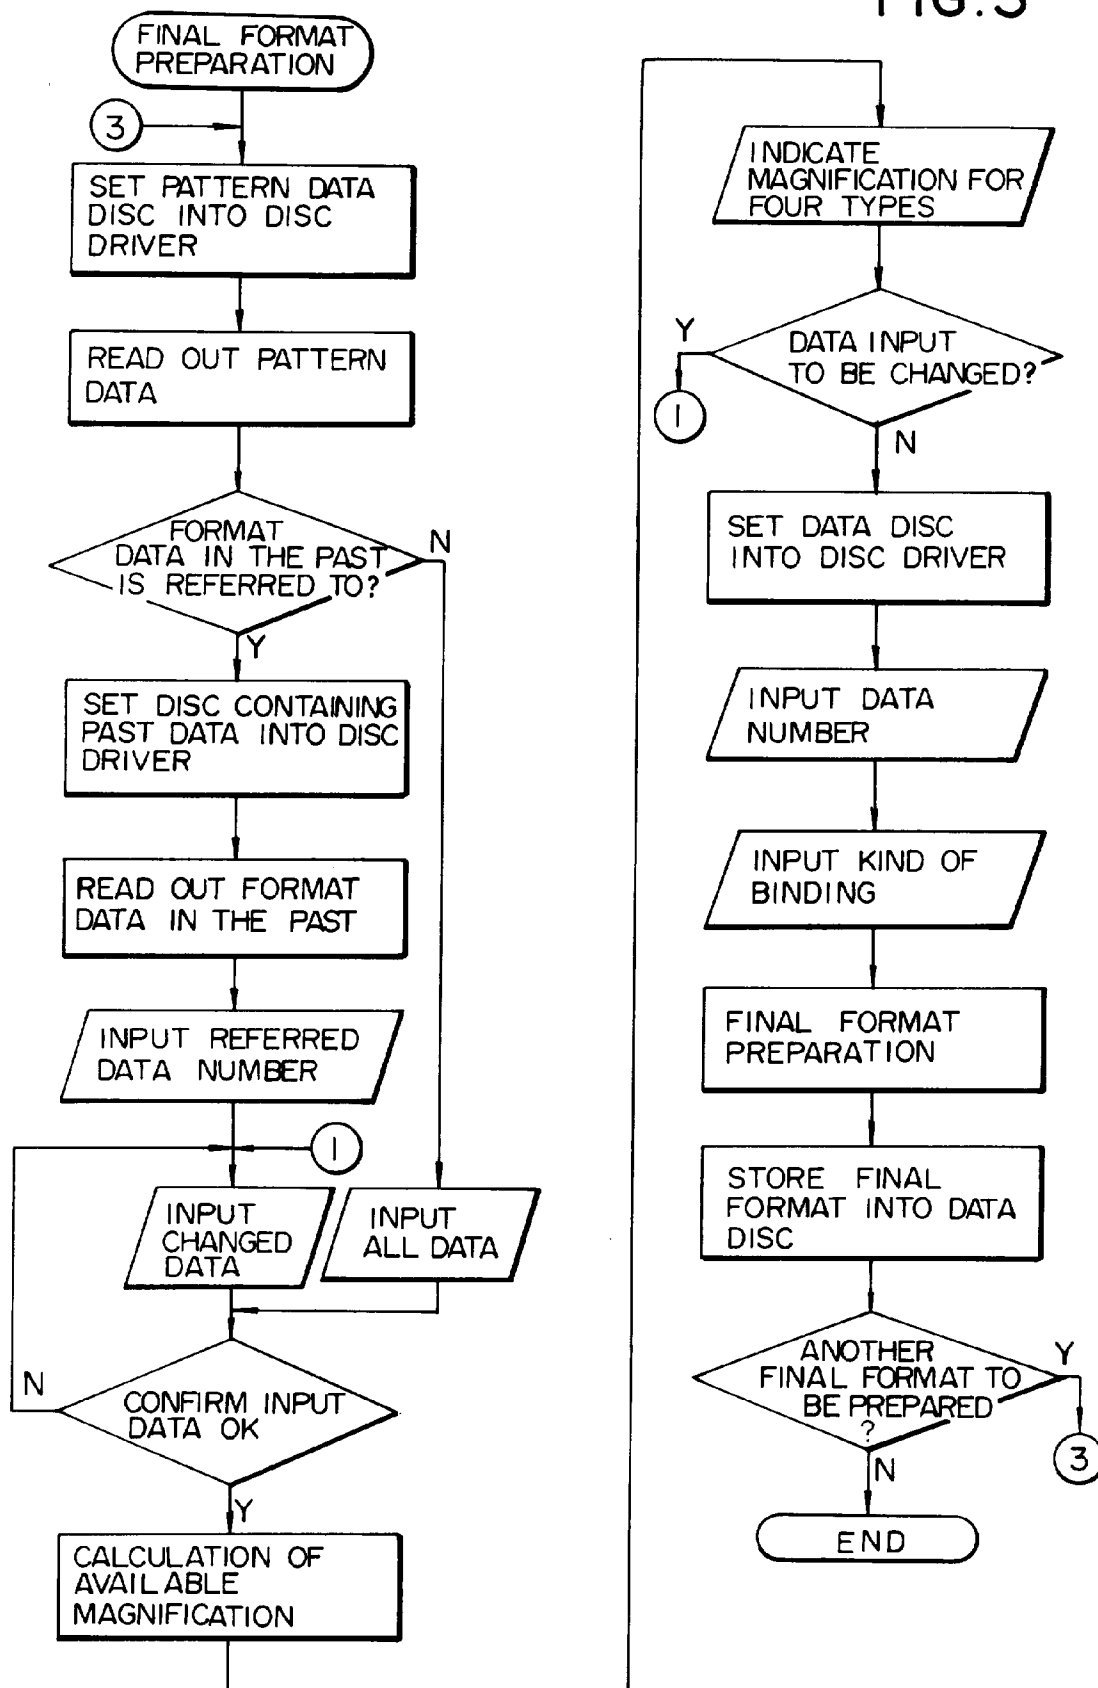 FIG.
FINAL FORMAT
PREPARATION
3
SET PATTERN DATA
DISC INTO DISC
DRIVER
READ OUT PATTERN
DATA
FORMAT
DATA IN THE PAST
IS REFERRED TO?
N
Y
SET DISC CONTAINING
PAST DATA INTO DISC
DRIVER
READ OUT FORMAT
DATA IN THE PAST
INPUT REFERRED
DATA NUMBER
1
INPUT
CHANGED
DATA
INPUT
ALL DATA
N
CONFIRM INPUT
DATA OK
Y
CALCULATION OF
AVAILABLE
MAGNIFICATION
INDICATE
MAGNIFICATION FOR
FOUR TYPES
Y
DATA INPUT
TO BE CHANGED?
1
N
SET DATA DISC
INTO DISC DRIVER
INPUT DATA
NUMBER
INPUT KIND OF
BINDING
FINAL FORMAT
PREPARATION
STORE FINAL
FORMAT INTO DATA
DISC
ANOTHER
FINAL FORMAT TO
BE PREPARED
?
Y
3
N
END